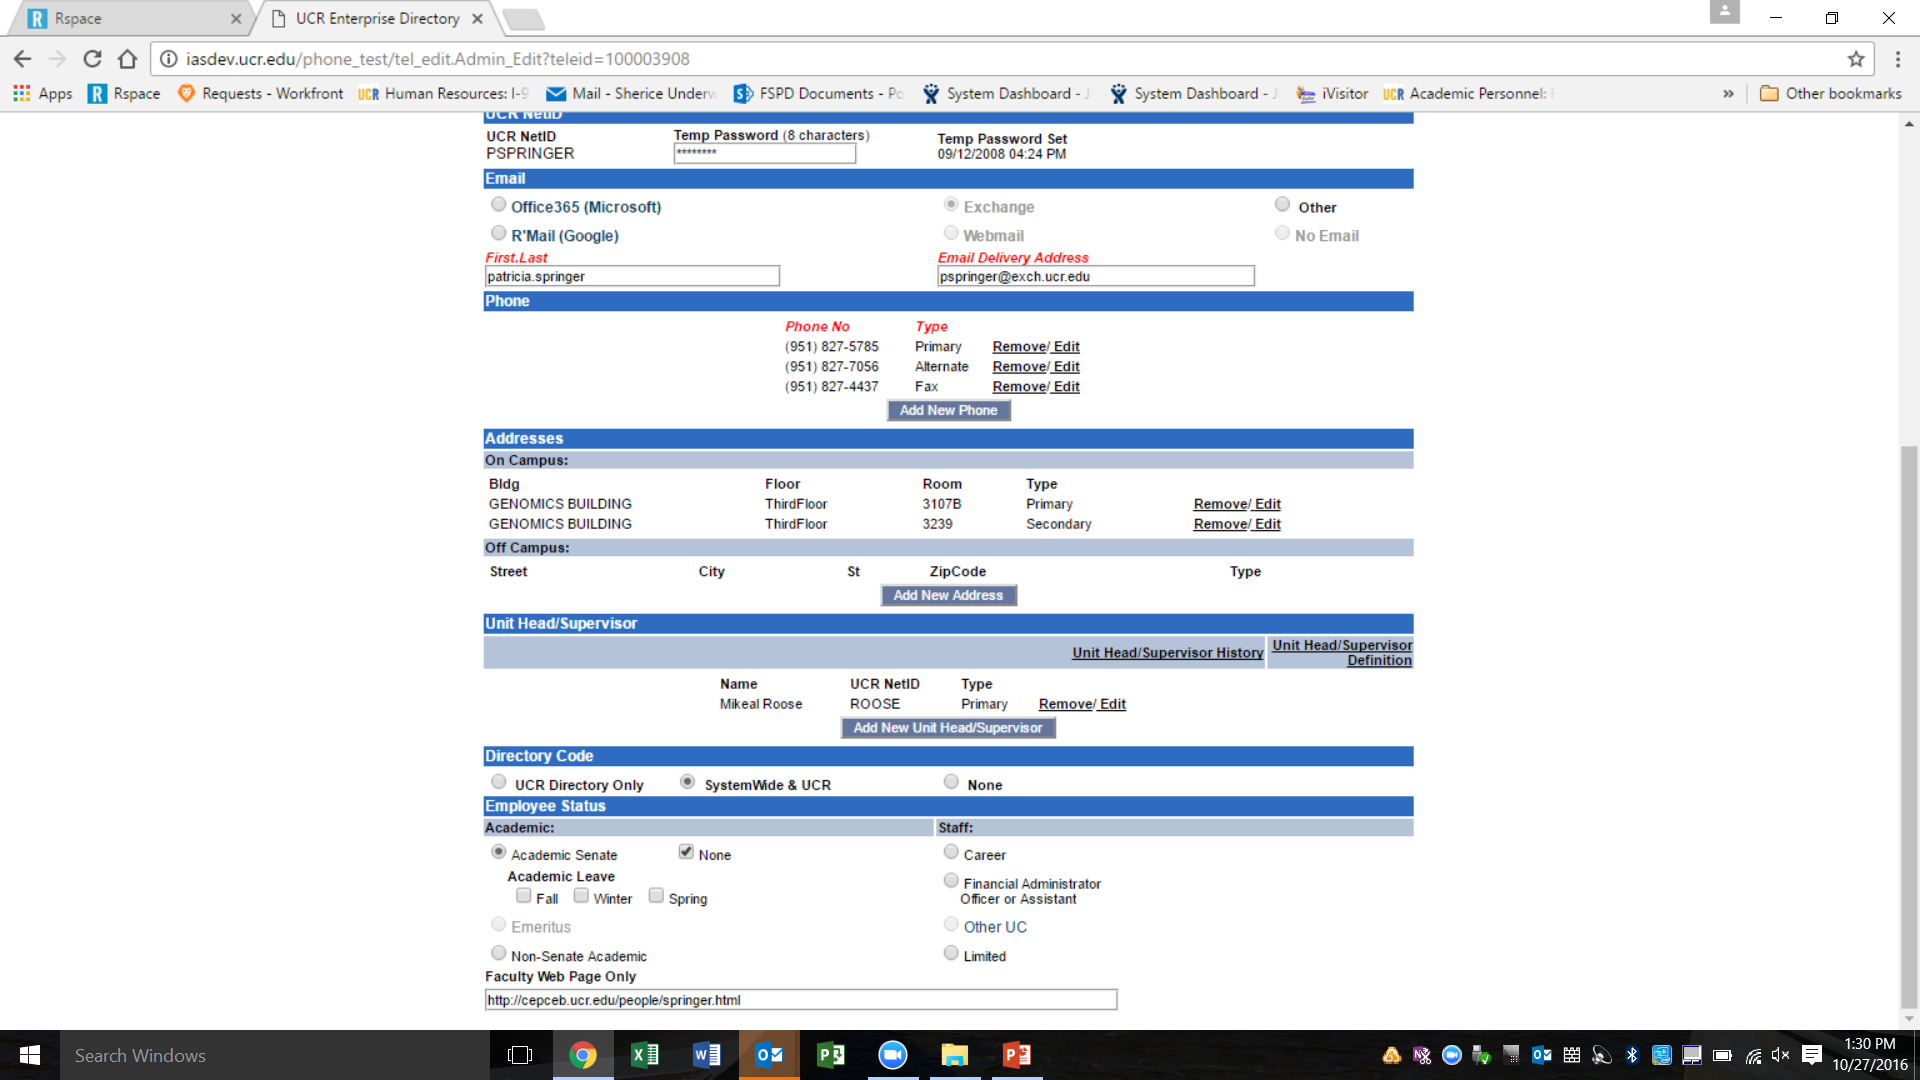 Rspace
UCR Enterprise Directory
iasdev.ucr.edu/phone_test/tel_edit.Admin_Edit?teleid=100003908
Apps Rspace Requests - Workfront UCR Human Resources: I-9 Mail - Sherice Underw FSPD Documents - Po System Dashboard - J System Dashboard - J iVisitor UCR Academic Personnel: » Other bookmarks
UCR NetID
UCR NetID Temp Password (8 characters) Temp Password Set
PSPRINGER ******** 09/12/2008 04:24 PM
Email
Office365 (Microsoft) Exchange Other
R'Mail (Google) Webmail No Email
First.Last Email Delivery Address
patricia.springer pspringer@exch.ucr.edu
Phone
Phone No Type
(951) 827-5785 Primary Remove/ Edit
(951) 827-7056 Alternate Remove/ Edit
(951) 827-4437 Fax Remove/ Edit
Add New Phone
Addresses
On Campus:
Bldg Floor Room Type
GENOMICS BUILDING ThirdFloor 3107B Primary Remove/ Edit
GENOMICS BUILDING ThirdFloor 3239 Secondary Remove/ Edit
Off Campus:
Street City St ZipCode Type
Add New Address
Unit Head/Supervisor
Unit Head/Supervisor History Unit Head/Supervisor
Definition
Name UCR NetID Type
Mikeal Roose ROOSE Primary Remove/ Edit
Add New Unit Head/Supervisor
Directory Code
UCR Directory Only SystemWide & UCR None
Employee Status
Academic: Staff:
Academic Senate None Career
Academic Leave
Fall Winter Spring
Financial Administrator
Officer or Assistant
Emeritus Other UC
Non-Senate Academic Limited
Faculty Web Page Only
http://cepceb.ucr.edu/people/springer.html
Search Windows
1:30 PM
10/27/2016